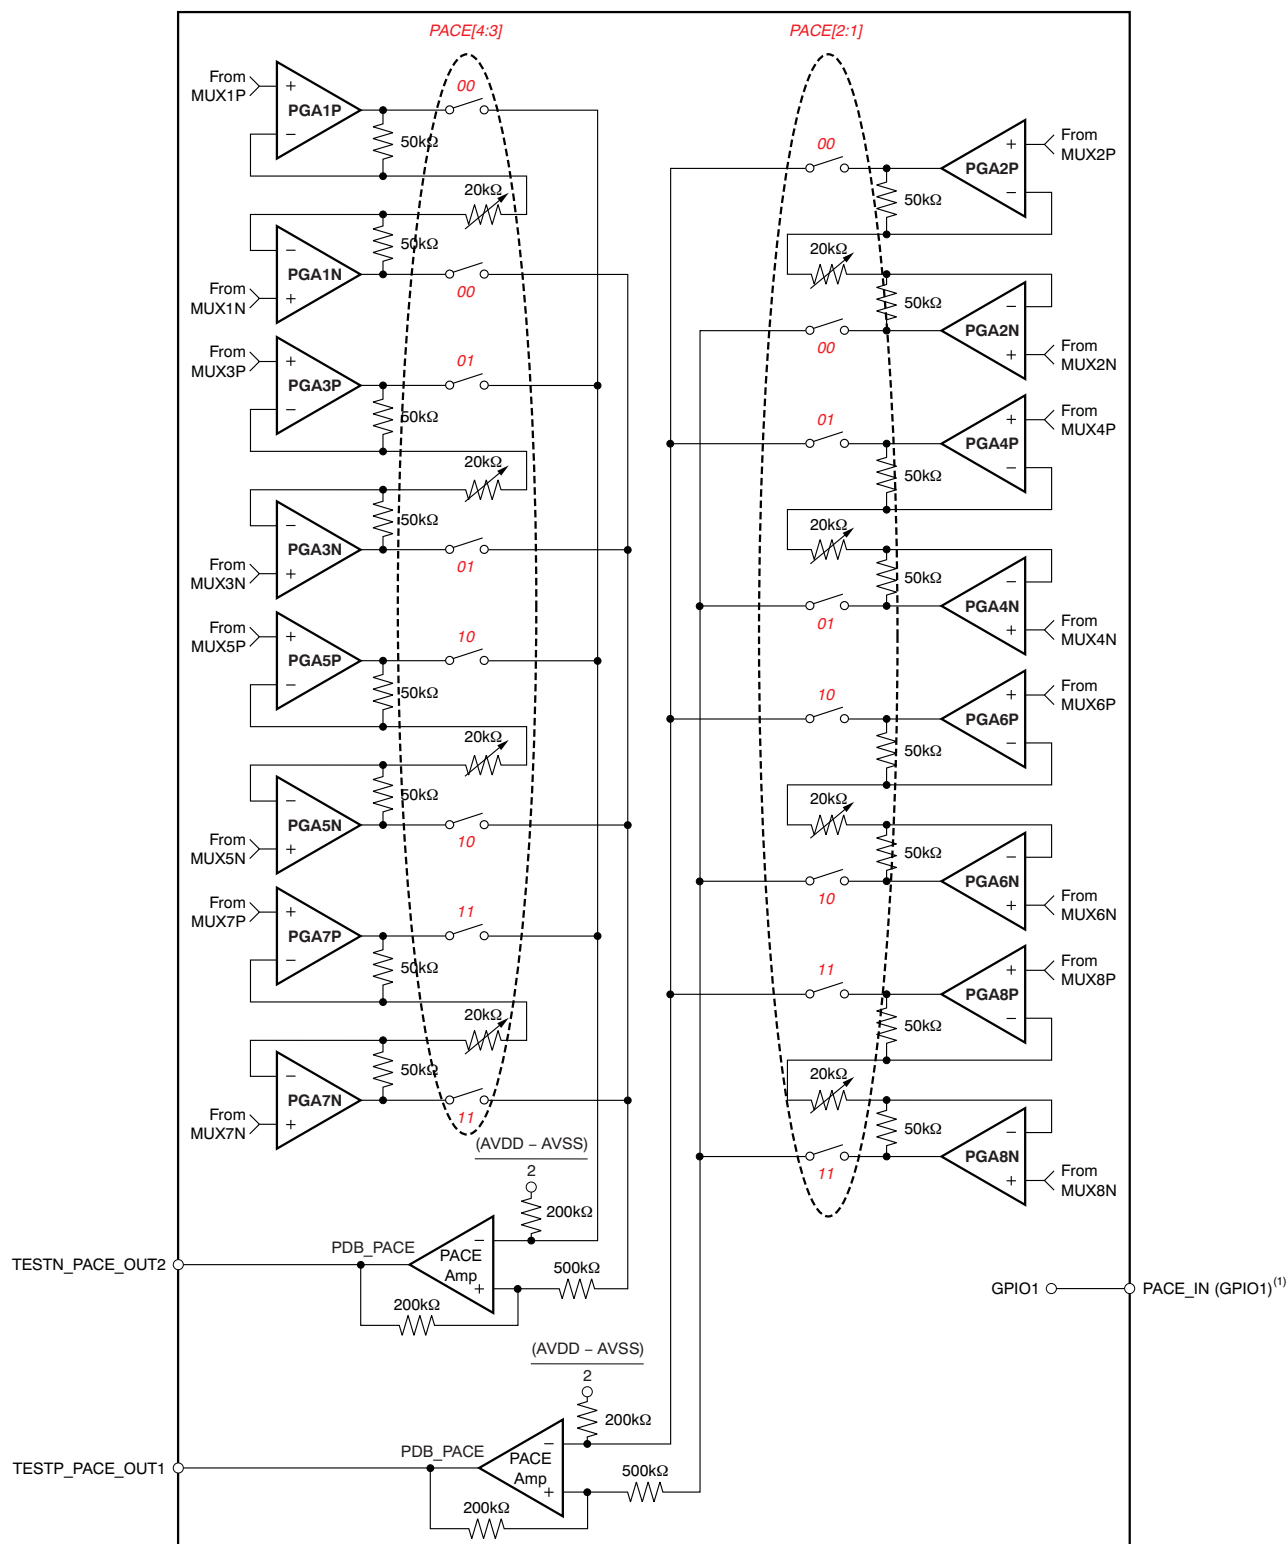 PACE[4:3]
PACE[2:1]
From
MUX1P
+
PGA1P
−
00
50kΩ
20kΩ
−
PGA1N
+
50kΩ
00
From
MUX1N
From
MUX3P
+
PGA3P
−
01
50kΩ
20kΩ
−
PGA3N
+
50kΩ
01
From
MUX3N
From
MUX5P
+
PGA5P
−
10
50kΩ
20kΩ
−
PGA5N
+
50kΩ
10
From
MUX5N
From
MUX7P
+
PGA7P
−
11
50kΩ
20kΩ
−
PGA7N
+
50kΩ
11
From
MUX7N
00
+
PGA2P
−
From
MUX2P
50kΩ
20kΩ
50kΩ
−
PGA2N
+
00
From
MUX2N
01
+
PGA4P
−
From
MUX4P
50kΩ
20kΩ
50kΩ
−
PGA4N
+
01
From
MUX4N
10
+
PGA6P
−
From
MUX6P
50kΩ
20kΩ
50kΩ
−
PGA6N
+
10
From
MUX6N
11
+
PGA8P
−
From
MUX8P
50kΩ
20kΩ
50kΩ
−
PGA8N
+
11
From
MUX8N
(AVDD − AVSS)
2
200kΩ
PDB_PACE
−
PACE
Amp
+
500kΩ
200kΩ
TESTN_PACE_OUT2
GPIO1
PACE_IN (GPIO1)(1)
(AVDD − AVSS)
2
200kΩ
PDB_PACE
−
PACE
Amp
+
500kΩ
200kΩ
TESTP_PACE_OUT1